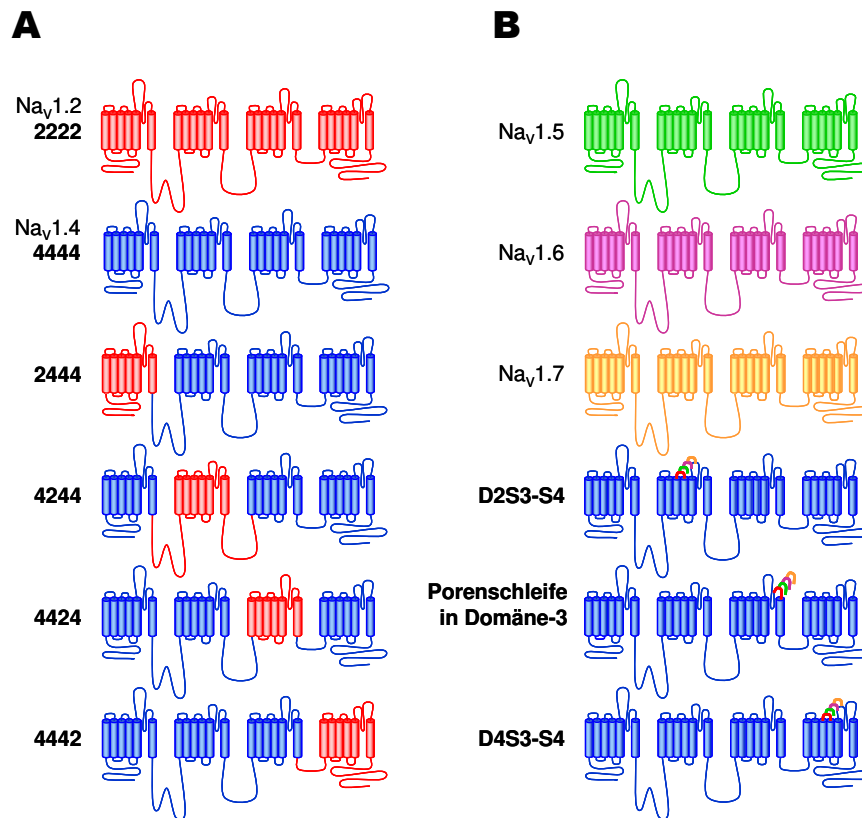 A
Nav1.2
2222
Nav1.4
4444
2444
4244
4424
4442
B
Nav1.5
Nav1.6
Nav1.7
D2S3-S4
Porenschleife
in Domäne-3
D4S3-S4